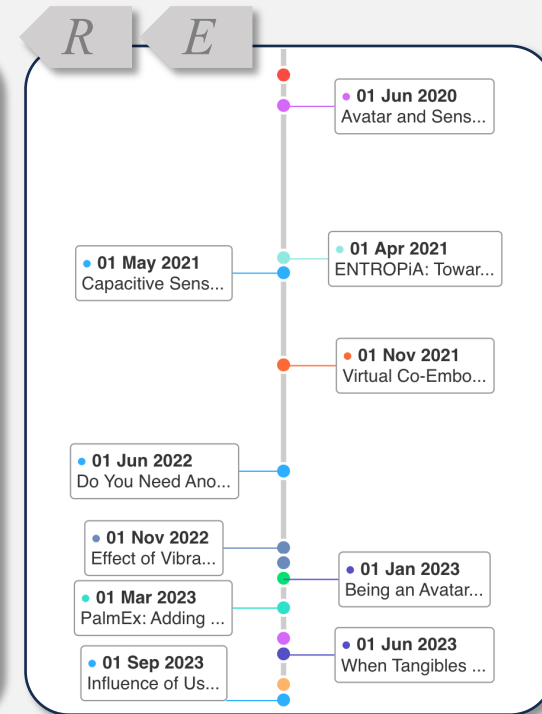 R E
01 Jun 2020
Avatar and Sens...
01 Apr 2021
ENTROPiA: Towar...
01 May 2021
Capacitive Sens...
01 Nov 2021
Virtual Co-Embo...
01 Jun 2022
Do You Need Ano...
01 Nov 2022
Effect of Vibra...
01 Jan 2023
Being an Avatar...
01 Mar 2023
PalmEx: Adding ...
01 Jun 2023
When Tangibles ...
01 Sep 2023
Influence of Us...